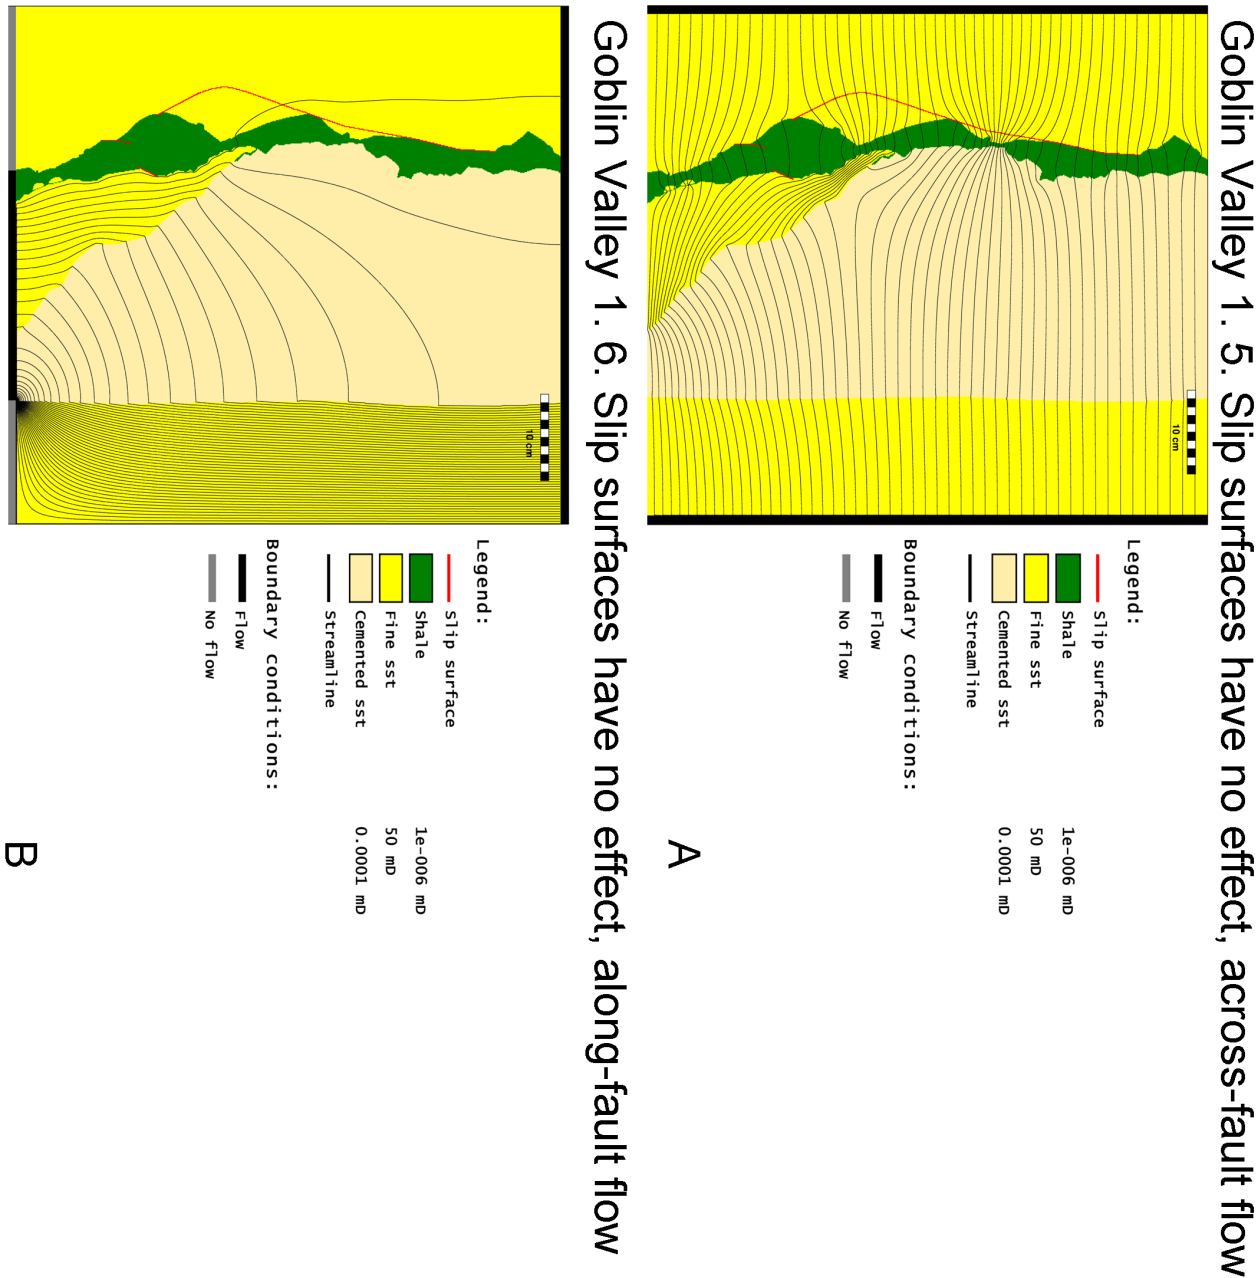 Goblin Valley 1. 5. Slip surfaces have no effect, across-fault flow
10 cm
Legend:
Slip surface
Shale 1e-006 mD
Fine sst 50 mD
Cemented sst 0.0001 mD
Streamline
Boundary conditions:
Flow
No flow
A
Goblin Valley 1. 6. Slip surfaces have no effect, along-fault flow
10 cm
Legend:
Slip surface
Shale 1e-006 mD
Fine sst 50 mD
Cemented sst 0.0001 mD
Streamline
Boundary conditions:
Flow
No flow
B